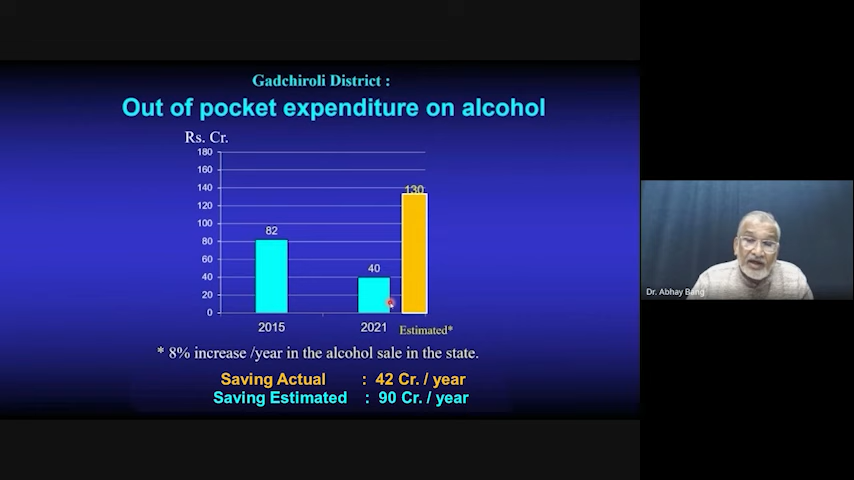 Gadchiroli District :
Out of pocket expenditure on alcohol
Rs. Cr.
180
160
140
120
100
80
60
40
20
0
82
40
130
2015
2021
Estimated*
* 8% increase /year in the alcohol sale in the state.
Saving Actual : 42 Cr. / year
Saving Estimated : 90 Cr. / year
Dr. Abhay Bang